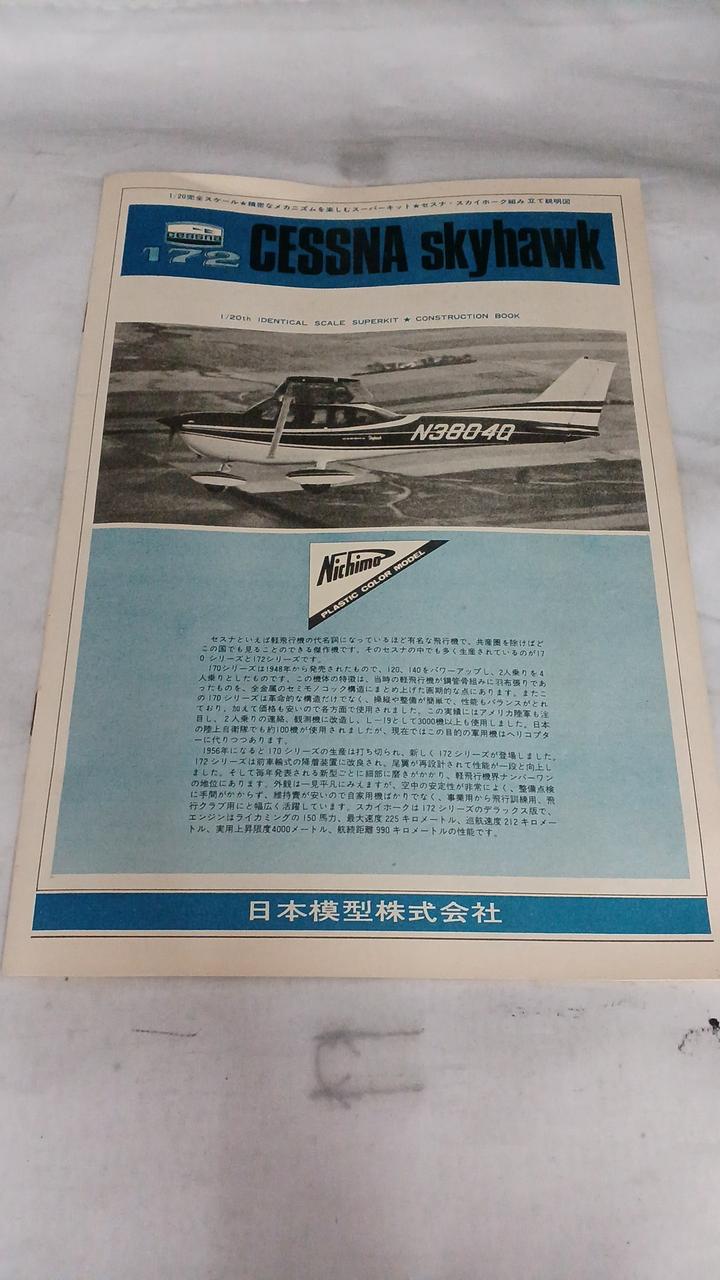 1/20完全スケール★精密なメカニズムを楽しむスーパーキット★セスナ・スカイホーク組み立て説明図
Cessna
172 CESSNA skyhawk
1/20th IDENTICAL SCALE SUPERKIT ★ CONSTRUCTION BOOK
N3804Q
Nichimo
PLASTIC COLOR MODEL
セスナといえば軽飛行機の代名詞になっているほど有名な飛行機で、共産圏を除けばど
この国でも見ることのできる傑作機です。そのセスナの中でも多く生産されているのが17
0 シリーズと172シリーズです。
170シリーズは1948年から発売されたもので、120、140をパワーアップし、2人乗りを4
人乗りとしたものです。この機体の特徴は、当時の軽飛行機が鋼管骨組みに羽布張りであ
ったものを、全金属のセミモノコック構造にまとめ上げた画期的な点にあります。またこ
の170シリーズは革命的な構造だけでなく、操縦や整備が簡単で、性能もバランスがとれ
ており、加えて価格も安いので各方面で使用されました。この実績にはアメリカ陸軍も注
目し、2人乗りの連絡、観測機に改造し、L-19として3000機以上も使用しました。日本
の陸上自衛隊でも約100機が使用されましたが、現在ではこの目的の軍用機はヘリコプタ
ーに代りつつあります。
1956年になると170シリーズの生産は打ち切られ、新しく172シリーズが登場しました。
172シリーズは前車輪式の降着装置に改良され、尾翼が再設計されて性能が一段と向上し
ました。そして毎年発表される新型ごとに細部に磨きがかかり、軽飛行機界ナンバーワン
の地位にあります。外観は一見平凡にみえますが、空中の安定性が非常によく、整備点検
に手間がかからず、維持費が安いので自家用機ばかりでなく、事業用から飛行訓練用、飛
行クラブ用にと幅広く活躍しています。スカイホークは172シリーズのデラックス版で、
エンジンはライカミングの150馬力、最大速度225キロメートル、巡航速度212キロメー
トル、実用上昇限度4000メートル、航続距離990キロメートルの性能です。
日本模型株式会社